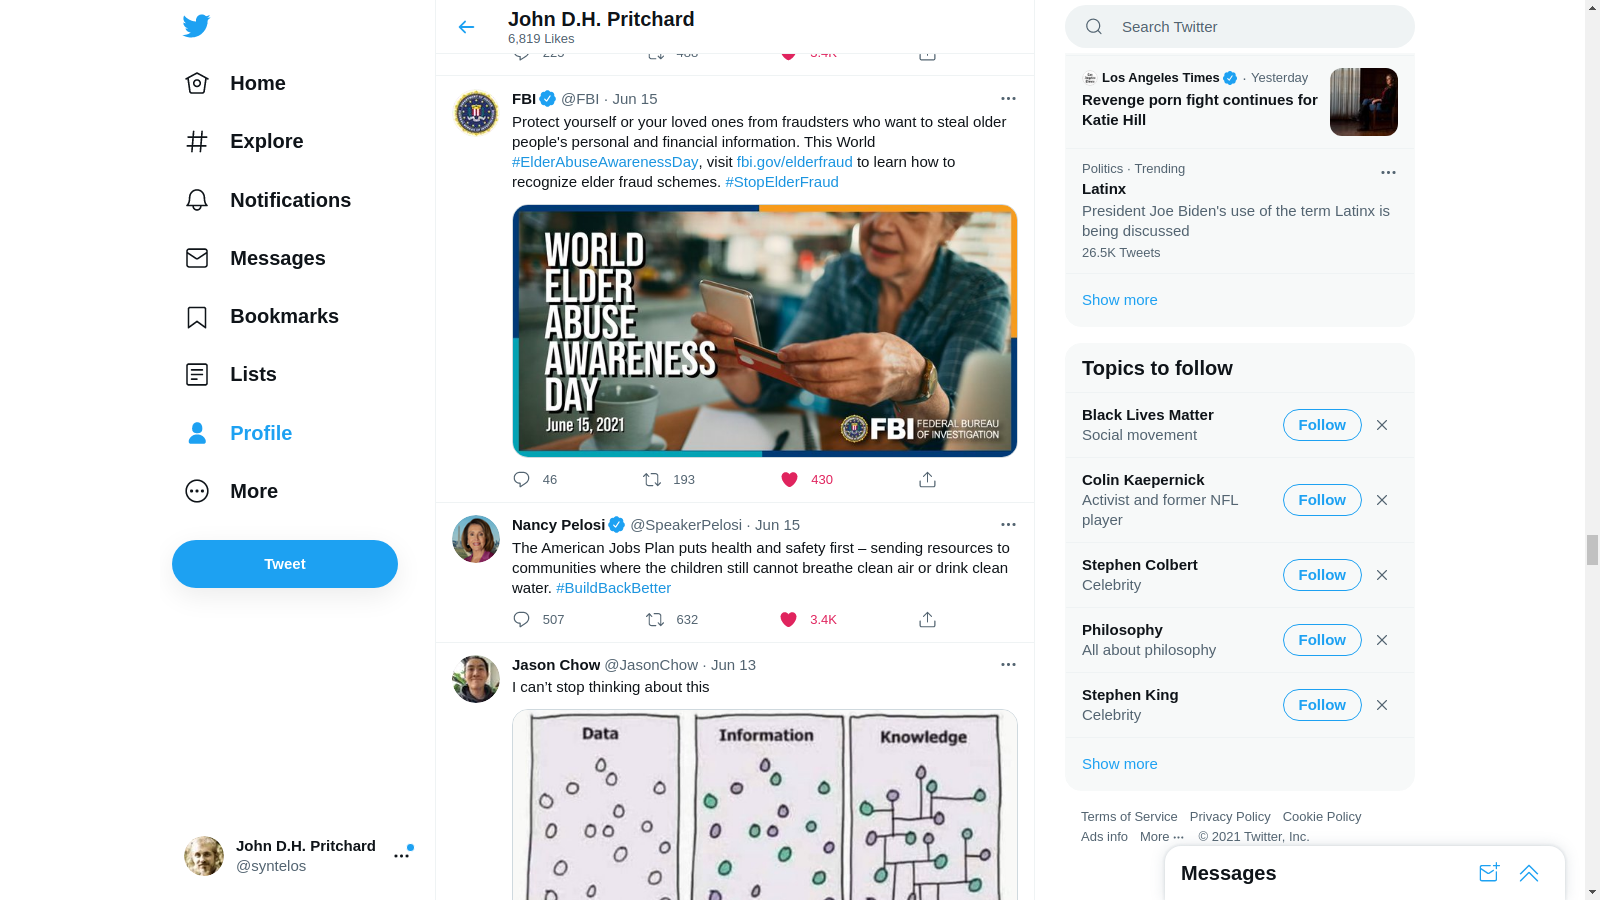 Home
Explore
Notifications
Messages
Bookmarks
Lists
Profile
More
Tweet
John D.H. Pritchard
@syntelos
John D.H. Pritchard
6,819 Likes
FBI @FBI · Jun 15
Protect yourself or your loved ones from fraudsters who want to steal older
people's personal and financial information. This World
#ElderAbuseAwarenessDay, visit fbi.gov/elderfraud to learn how to
recognize elder fraud schemes. #StopElderFraud
WORLD
ELDER
ABUSE
AWARENESS
DAY
June 15, 2021
FBI FEDERAL BUREAU
OF INVESTIGATION
46 193 430
Nancy Pelosi @SpeakerPelosi · Jun 15
The American Jobs Plan puts health and safety first – sending resources to
communities where the children still cannot breathe clean air or drink clean
water. #BuildBackBetter
507 632 3.4K
Jason Chow @JasonChow · Jun 13
I can't stop thinking about this
Data Information Knowledge
Search Twitter
Los Angeles Times · Yesterday
Revenge porn fight continues for
Katie Hill
Politics · Trending
Latinx
President Joe Biden's use of the term Latinx is
being discussed
26.5K Tweets
Show more
Topics to follow
Black Lives Matter
Social movement
Follow
Colin Kaepernick
Activist and former NFL
player
Follow
Stephen Colbert
Celebrity
Follow
Philosophy
All about philosophy
Follow
Stephen King
Celebrity
Follow
Show more
Terms of Service Privacy Policy Cookie Policy
Ads info More ··· © 2021 Twitter, Inc.
Messages